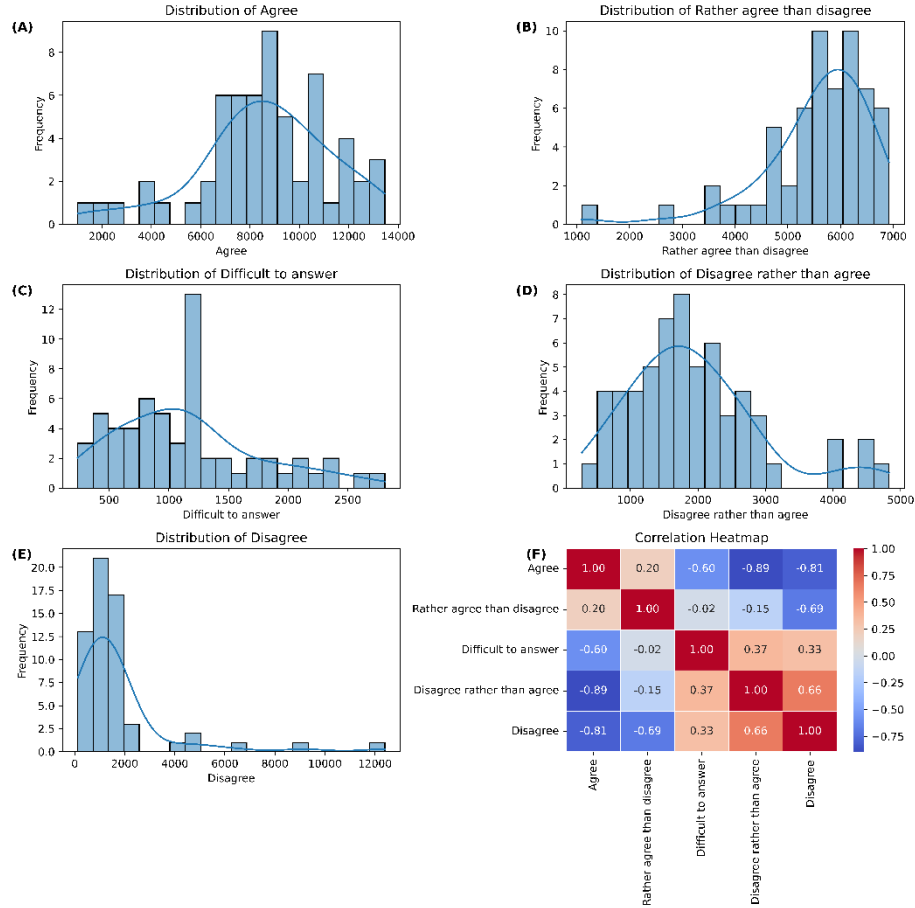 (A)
Distribution of Agree
Frequency
0
2
4
6
8
2000 4000 6000 8000 10000 12000 14000
Agree
(B)
Distribution of Rather agree than disagree
Frequency
0
2
4
6
8
10
1000 2000 3000 4000 5000 6000 7000
Rather agree than disagree
(C)
Distribution of Difficult to answer
Frequency
0
2
4
6
8
10
12
500 1000 1500 2000 2500
Difficult to answer
(D)
Distribution of Disagree rather than agree
Frequency
0
1
2
3
4
5
6
7
8
1000 2000 3000 4000 5000
Disagree rather than agree
(E)
Distribution of Disagree
Frequency
0.0
2.5
5.0
7.5
10.0
12.5
15.0
17.5
20.0
0 2000 4000 6000 8000 10000 12000
Disagree
(F)
Correlation Heatmap
Agree 1.00 0.20 -0.60 -0.89 -0.81
Rather agree than disagree 0.20 1.00 -0.02 -0.15 -0.69
Difficult to answer -0.60 -0.02 1.00 0.37 0.33
Disagree rather than agree -0.89 -0.15 0.37 1.00 0.66
Disagree -0.81 -0.69 0.33 0.66 1.00
Agree
Rather agree than disagree
Difficult to answer
Disagree rather than agree
Disagree
1.00
0.75
0.50
0.25
0.00
−0.25
−0.50
−0.75